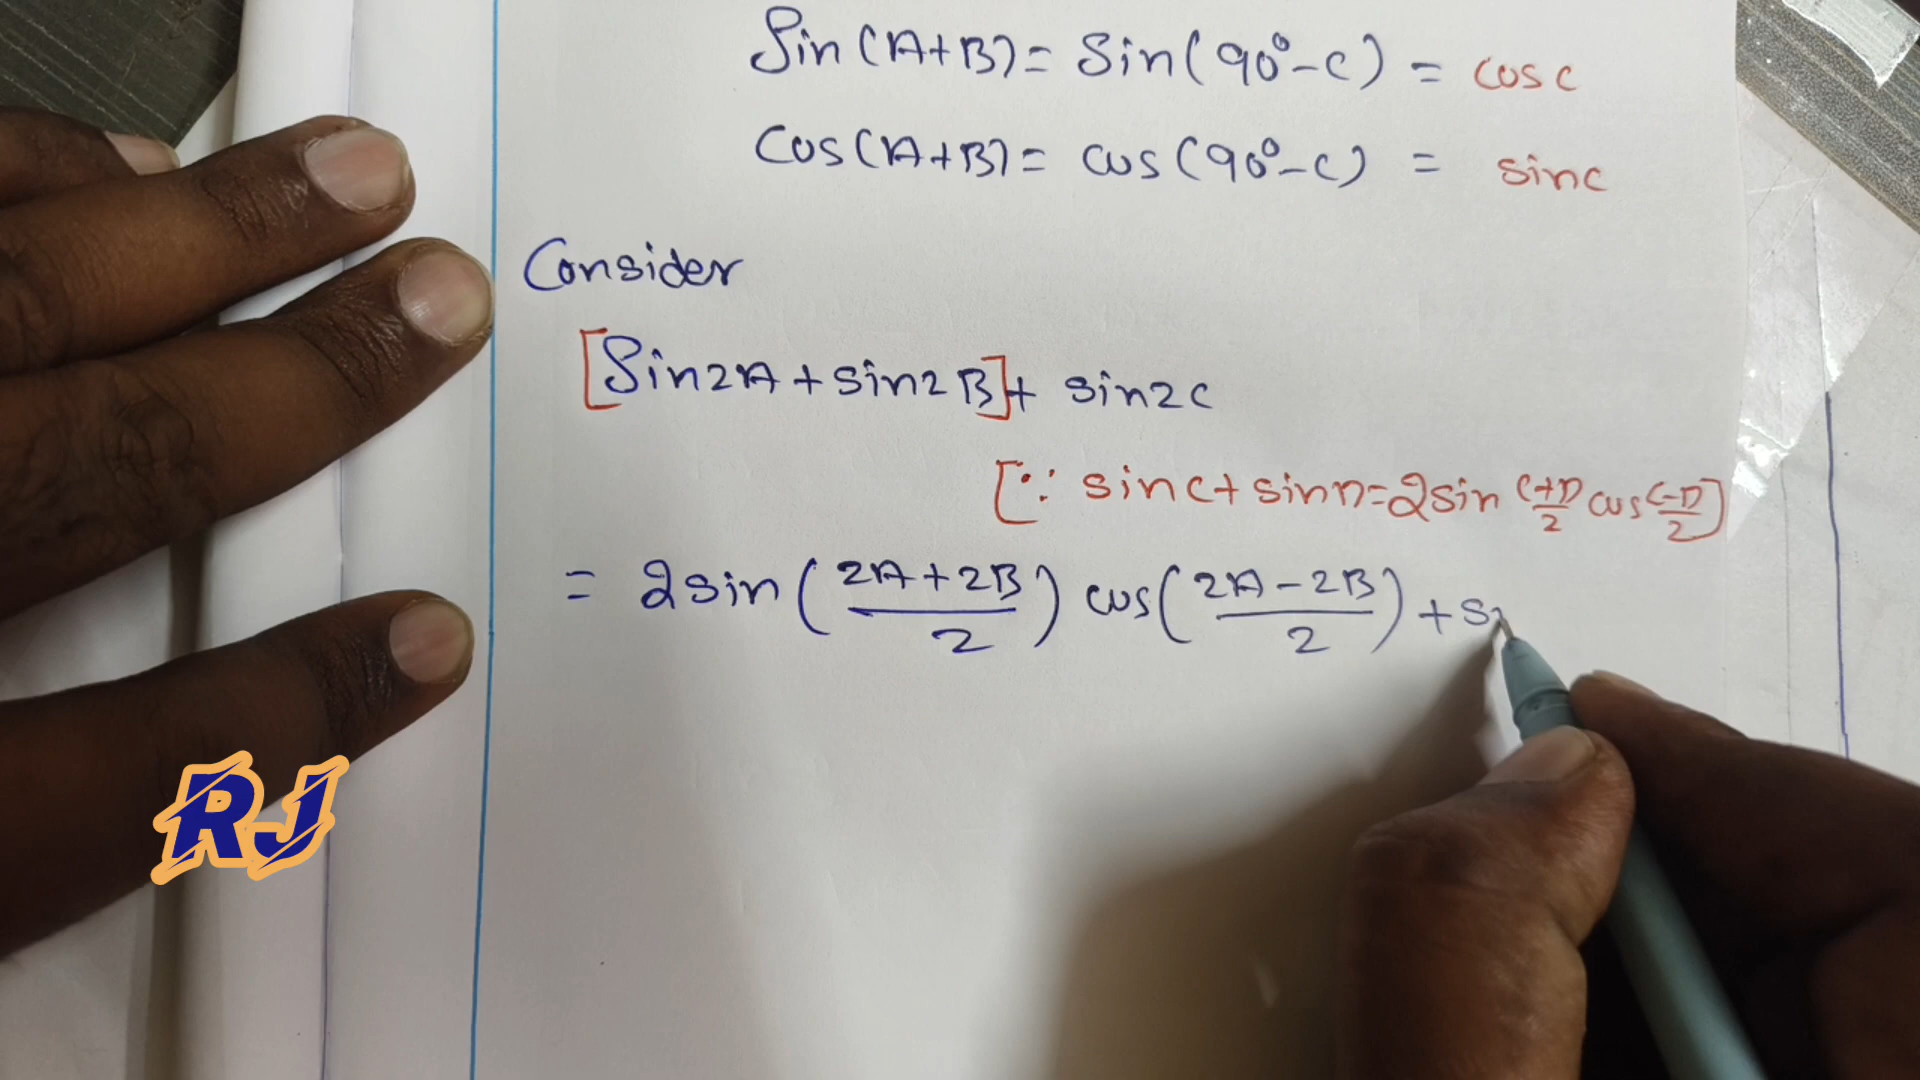 Sin(A+B) = Sin(90°-C) = cos c
Cos(A+B) = cos(90°-C) = sinc
Consider
[Sin2A + sin2B] + sin2C
[∵ sinc + sinD = 2sin (C+D)/2 cos (C-D)/2]
= 2sin((2A+2B)/2) cos((2A-2B)/2) + s
RJ